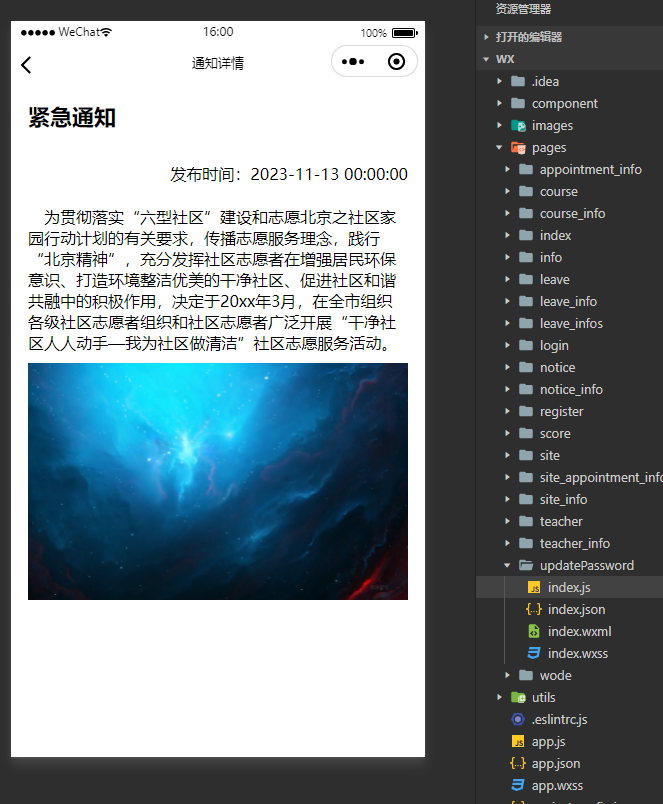 WeChat
16:00
100%
通知详情
紧急通知
发布时间：2023-11-13 00:00:00
为贯彻落实“六型社区”建设和志愿北京之社区家
园行动计划的有关要求，传播志愿服务理念，践行
“北京精神”，充分发挥社区志愿者在增强居民环保
意识、打造环境整洁优美的干净社区、促进社区和谐
共融中的积极作用，决定于20xx年3月，在全市组织
各级社区志愿者组织和社区志愿者广泛开展“干净社
区人人动手—我为社区做清洁”社区志愿服务活动。
资源管理器
打开的编辑器
WX
.idea
component
images
pages
appointment_info
course
course_info
index
info
leave
leave_info
leave_infos
login
notice
notice_info
register
score
site
site_appointment_info
site_info
teacher
teacher_info
updatePassword
JS index.js
{..} index.json
index.wxml
index.wxss
wode
utils
.eslintrc.js
JS app.js
{..} app.json
app.wxss